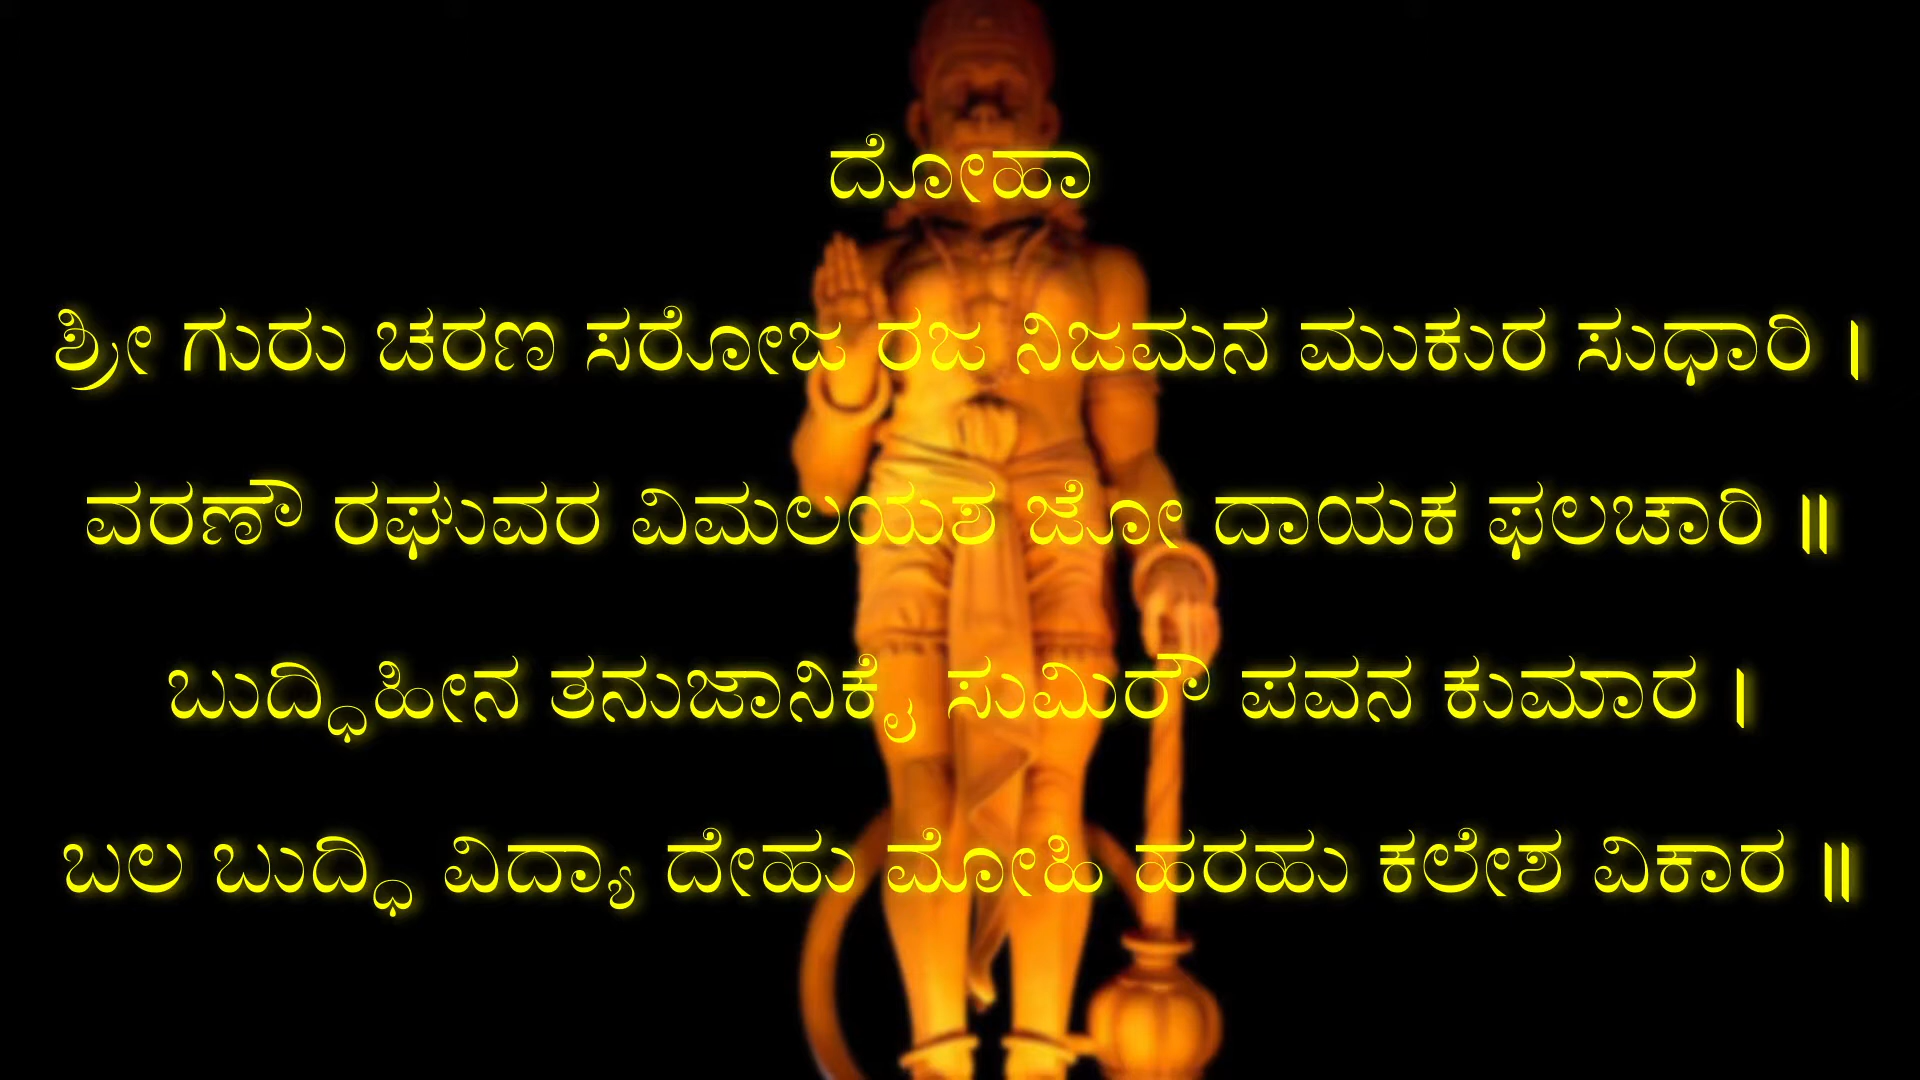 ದೋಹಾ
ಶ್ರೀ ಗುರು ಚರಣ ಸರೋಜ ರಜ ನಿಜಮನ ಮುಕುರ ಸುಧಾರಿ ।
ವರಣೌ ರಘುವರ ವಿಮಲಯಶ ಜೋ ದಾಯಕ ಫಲಚಾರಿ ॥
ಬುದ್ಧಿಹೀನ ತನುಜಾನಿಕೈ ಸುಮಿರೌ ಪವನ ಕುಮಾರ ।
ಬಲ ಬುದ್ಧಿ ವಿದ್ಯಾ ದೇಹು ಮೋಹಿ ಹರಹು ಕಲೇಶ ವಿಕಾರ ॥